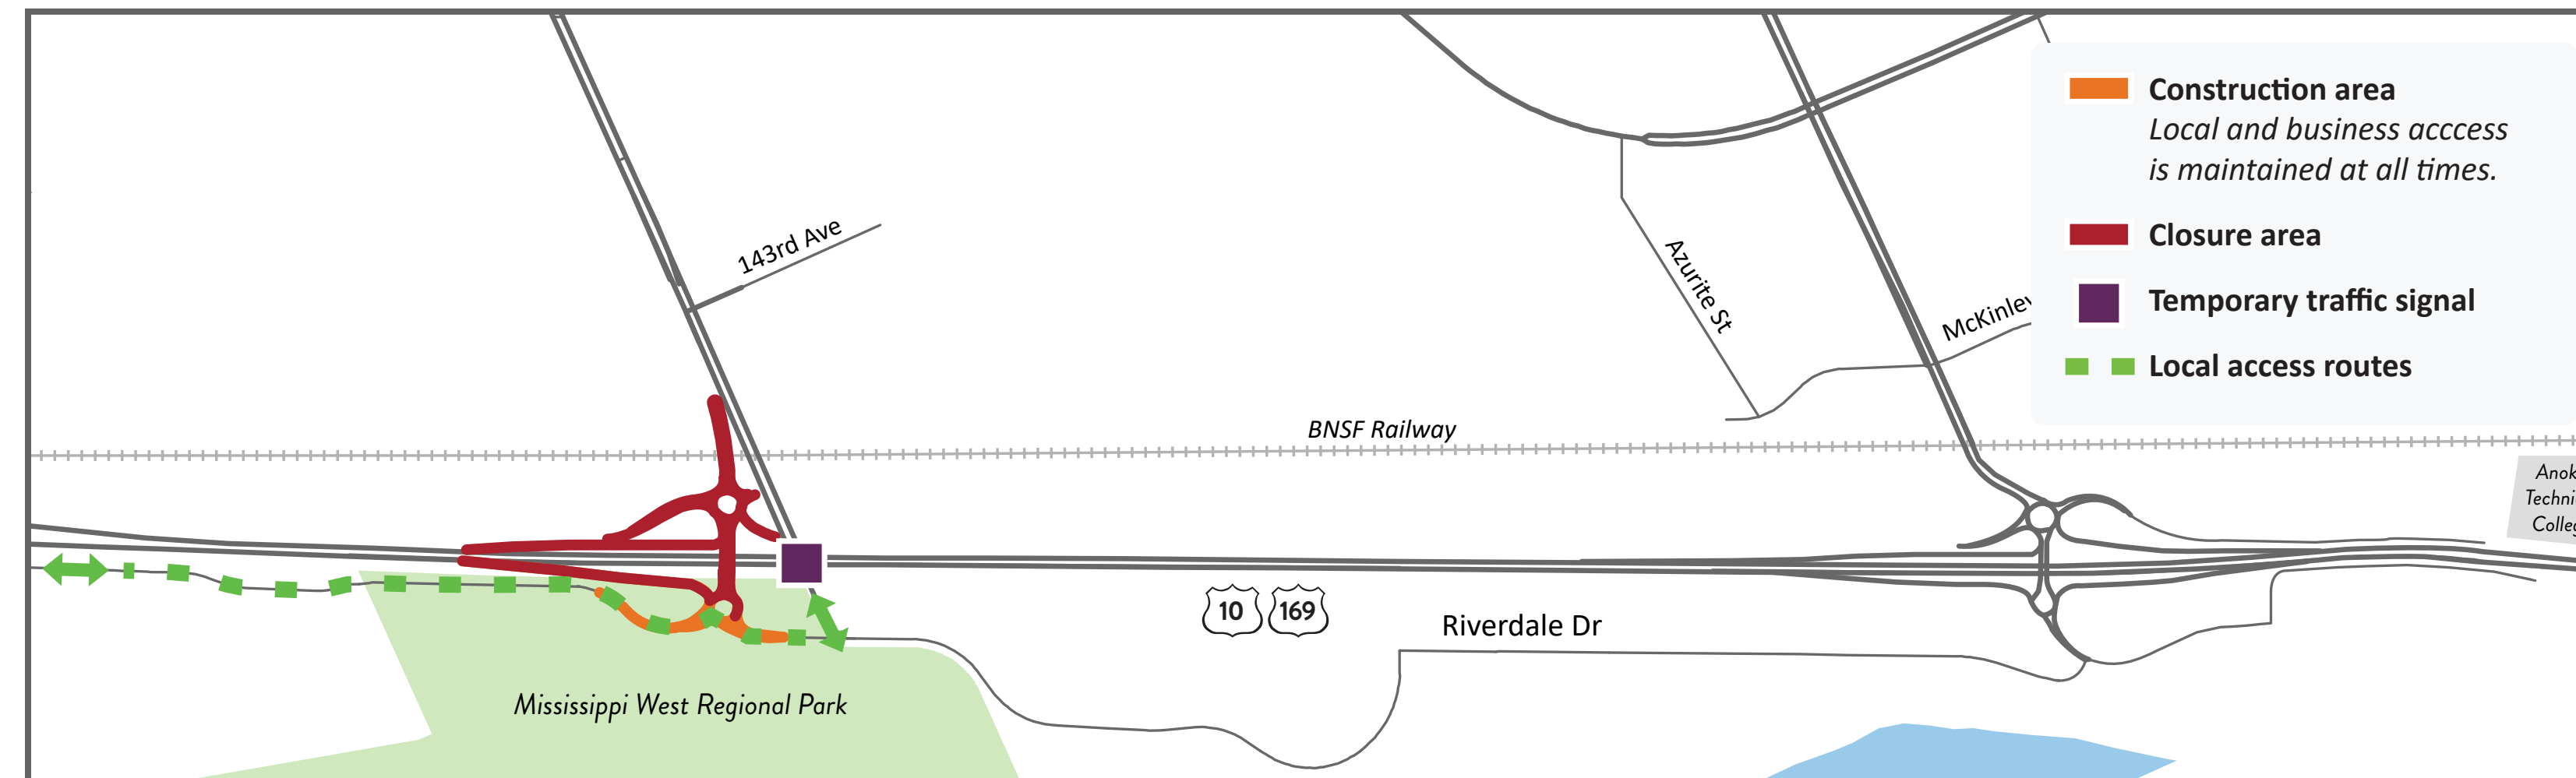 Construction area
Local and business acccess
is maintained at all times.
Closure area
Temporary traffic signal
Local access routes
143rd Ave
Azurite St
McKinley
BNSF Railway
10 169
Riverdale Dr
Mississippi West Regional Park